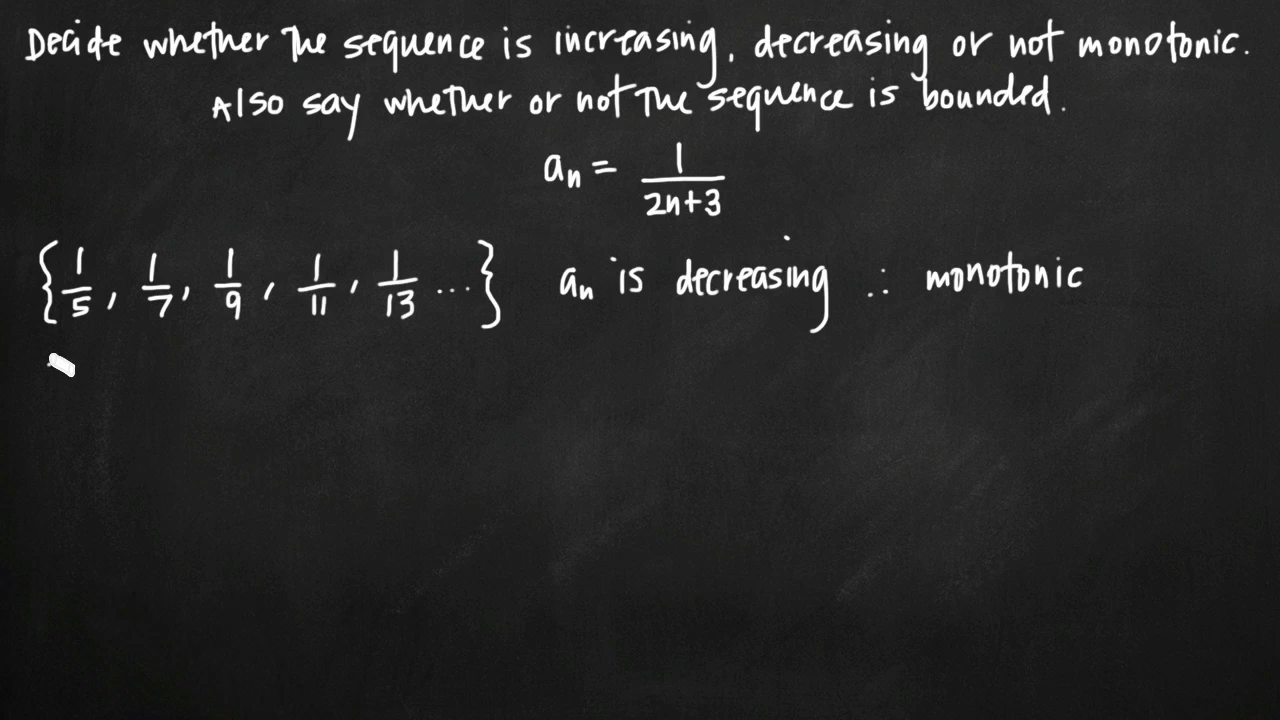 Decide whether the sequence is increasing, decreasing or not monotonic.
Also say whether or not the sequence is bounded.
aₙ = 1/(2n+3)
{1/5, 1/7, 1/9, 1/11, 1/13 ...} aₙ is decreasing ∴ monotonic